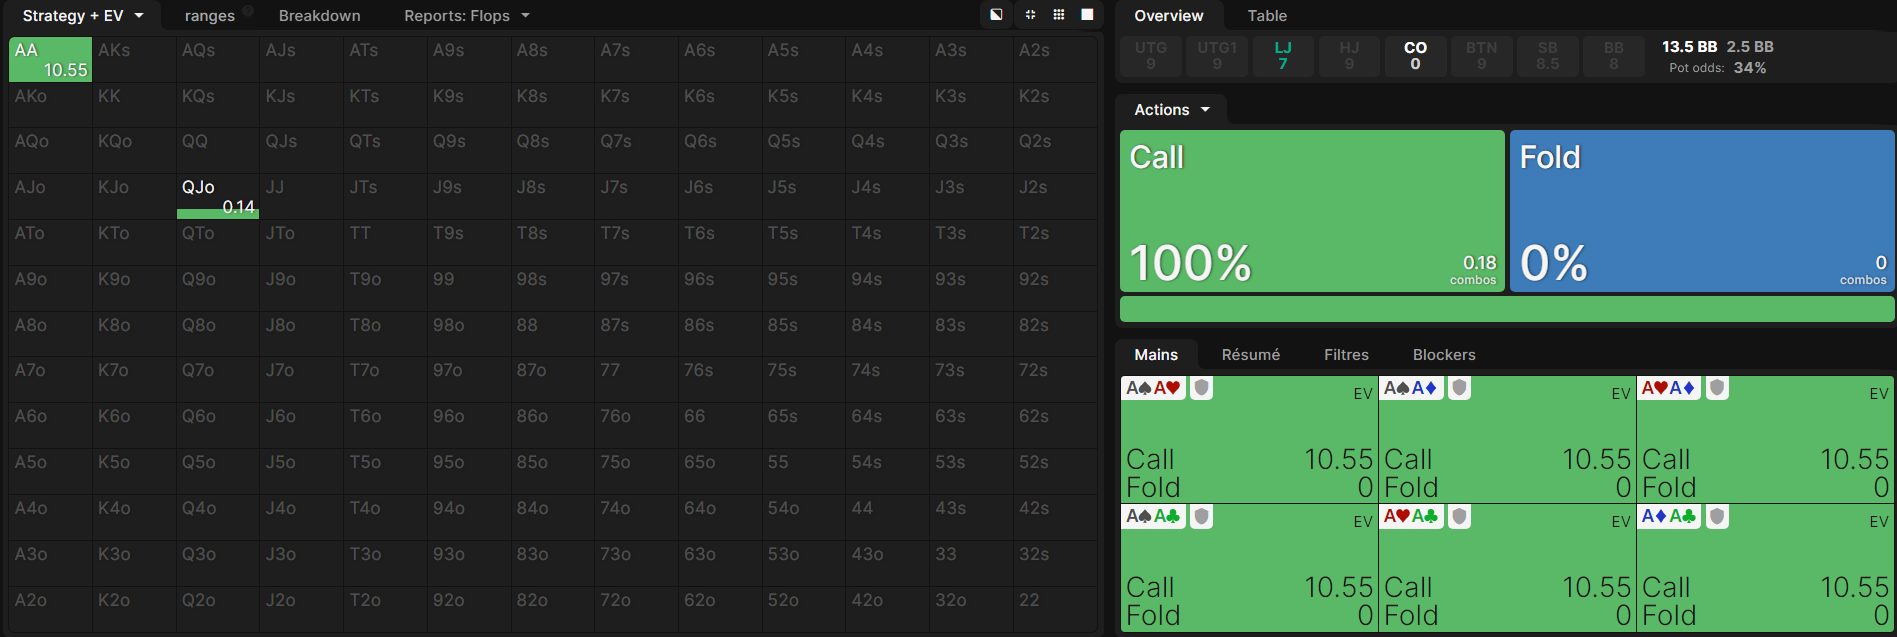 Strategy + EV ranges Breakdown Reports: Flops
AA 10.55 AKs AQs AJs ATs A9s A8s A7s A6s A5s A4s A3s A2s
AKo KK KQs KJs KTs K9s K8s K7s K6s K5s K4s K3s K2s
AQo KQo QQ QJs QTs Q9s Q8s Q7s Q6s Q5s Q4s Q3s Q2s
AJo KJo QJo 0.14 JJ JTs J9s J8s J7s J6s J5s J4s J3s J2s
ATo KTo QTo JTo TT T9s T8s T7s T6s T5s T4s T3s T2s
A9o K9o Q9o J9o T9o 99 98s 97s 96s 95s 94s 93s 92s
A8o K8o Q8o J8o T8o 98o 88 87s 86s 85s 84s 83s 82s
A7o K7o Q7o J7o T7o 97o 87o 77 76s 75s 74s 73s 72s
A6o K6o Q6o J6o T6o 96o 86o 76o 66 65s 64s 63s 62s
A5o K5o Q5o J5o T5o 95o 85o 75o 65o 55 54s 53s 52s
A4o K4o Q4o J4o T4o 94o 84o 74o 64o 54o 44 43s 42s
A3o K3o Q3o J3o T3o 93o 83o 73o 63o 53o 43o 33 32s
A2o K2o Q2o J2o T2o 92o 82o 72o 62o 52o 42o 32o 22
Overview Table
UTG UTG1 LJ HJ CO BTN SB BB 13.5 BB 2.5 BB
9 9 7 9 0 9 8.5 8 Pot odds: 34%
Actions
Call Fold
100% 0.18 combos 0% 0 combos
Mains Résumé Filtres Blockers
A♠A♥ EV A♠A♦ EV A♥A♦ EV
Call 10.55 Call 10.55 Call 10.55
Fold 0 Fold 0 Fold 0
A♠A♣ EV A♥A♣ EV A♦A♣ EV
Call 10.55 Call 10.55 Call 10.55
Fold 0 Fold 0 Fold 0